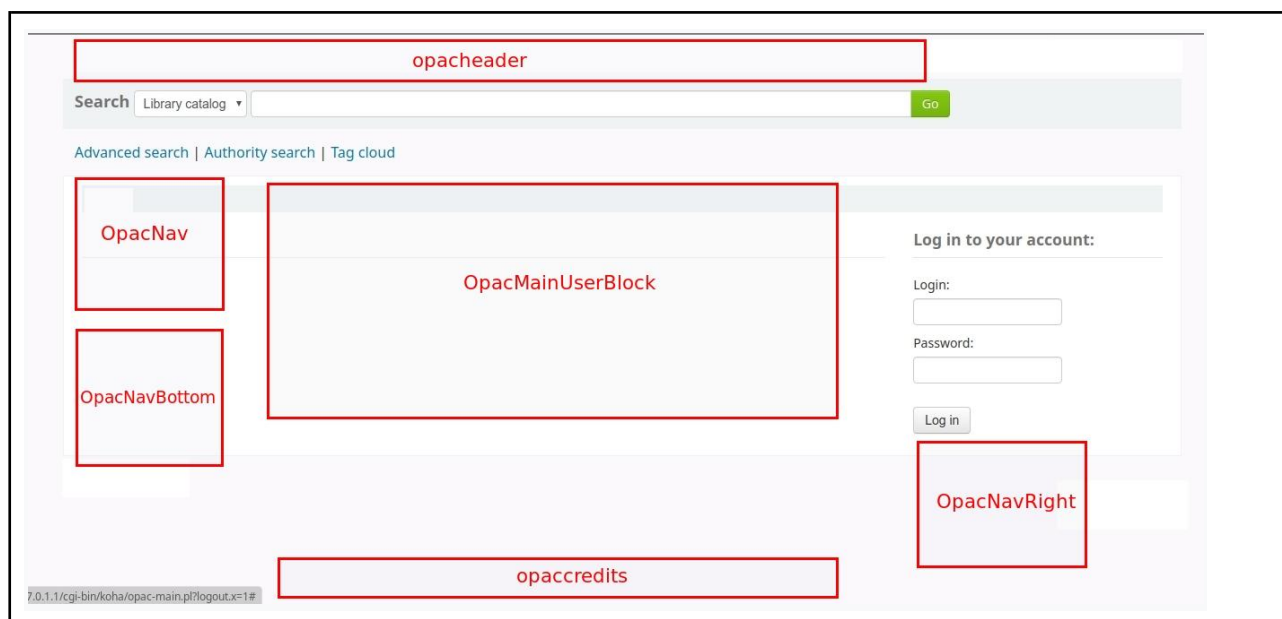 opacheader
Search Library catalog Go
Advanced search | Authority search | Tag cloud
OpacNav
OpacMainUserBlock
Log in to your account:
Login:
Password:
OpacNavBottom
Log in
OpacNavRight
opaccredits
7.0.1.1/cgi-bin/koha/opac-main.pl?logout.x=1#